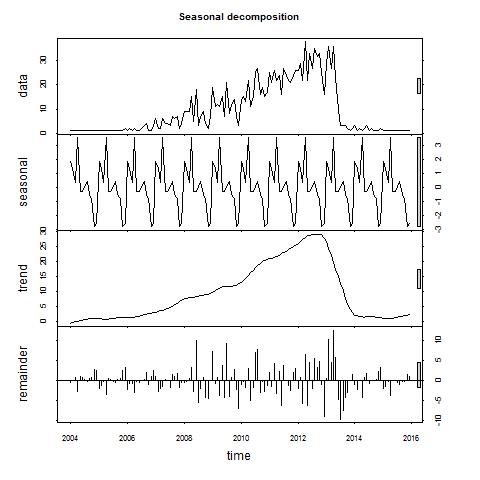 Seasonal decomposition
data
0 10 20 30
seasonal
-3 -2 -1 0 1 2 3
trend
0 5 10 15 20 25 30
remainder
-10 -5 0 5 10
2004 2006 2008 2010 2012 2014 2016
time